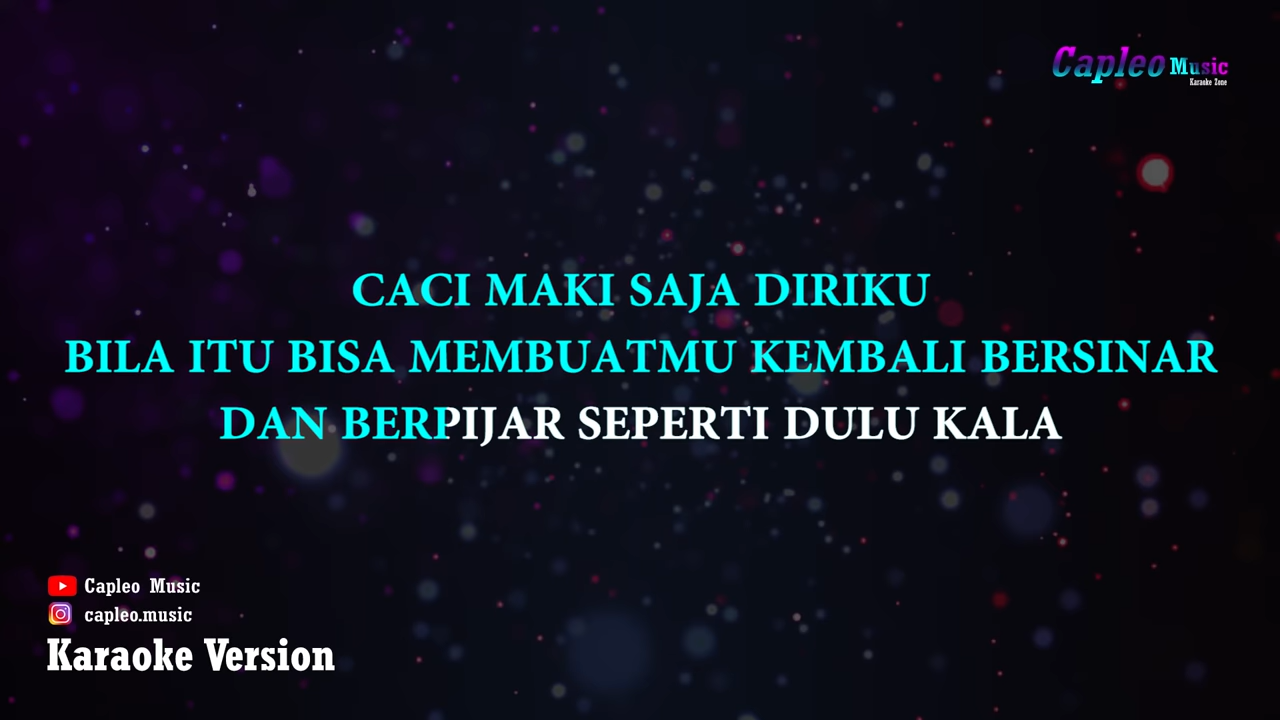 Capleo Music
Karaoke Zone
CACI MAKI SAJA DIRIKU
BILA ITU BISA MEMBUATMU KEMBALI BERSINAR
DAN BERPIJAR SEPERTI DULU KALA
Capleo Music
capleo.music
Karaoke Version